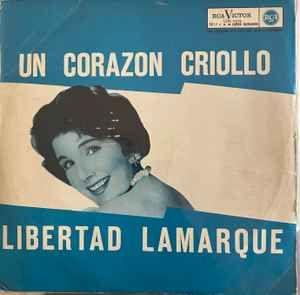 RCA VICTOR
RCA
UN CORAZON CRIOLLO
LIBERTAD LAMARQUE